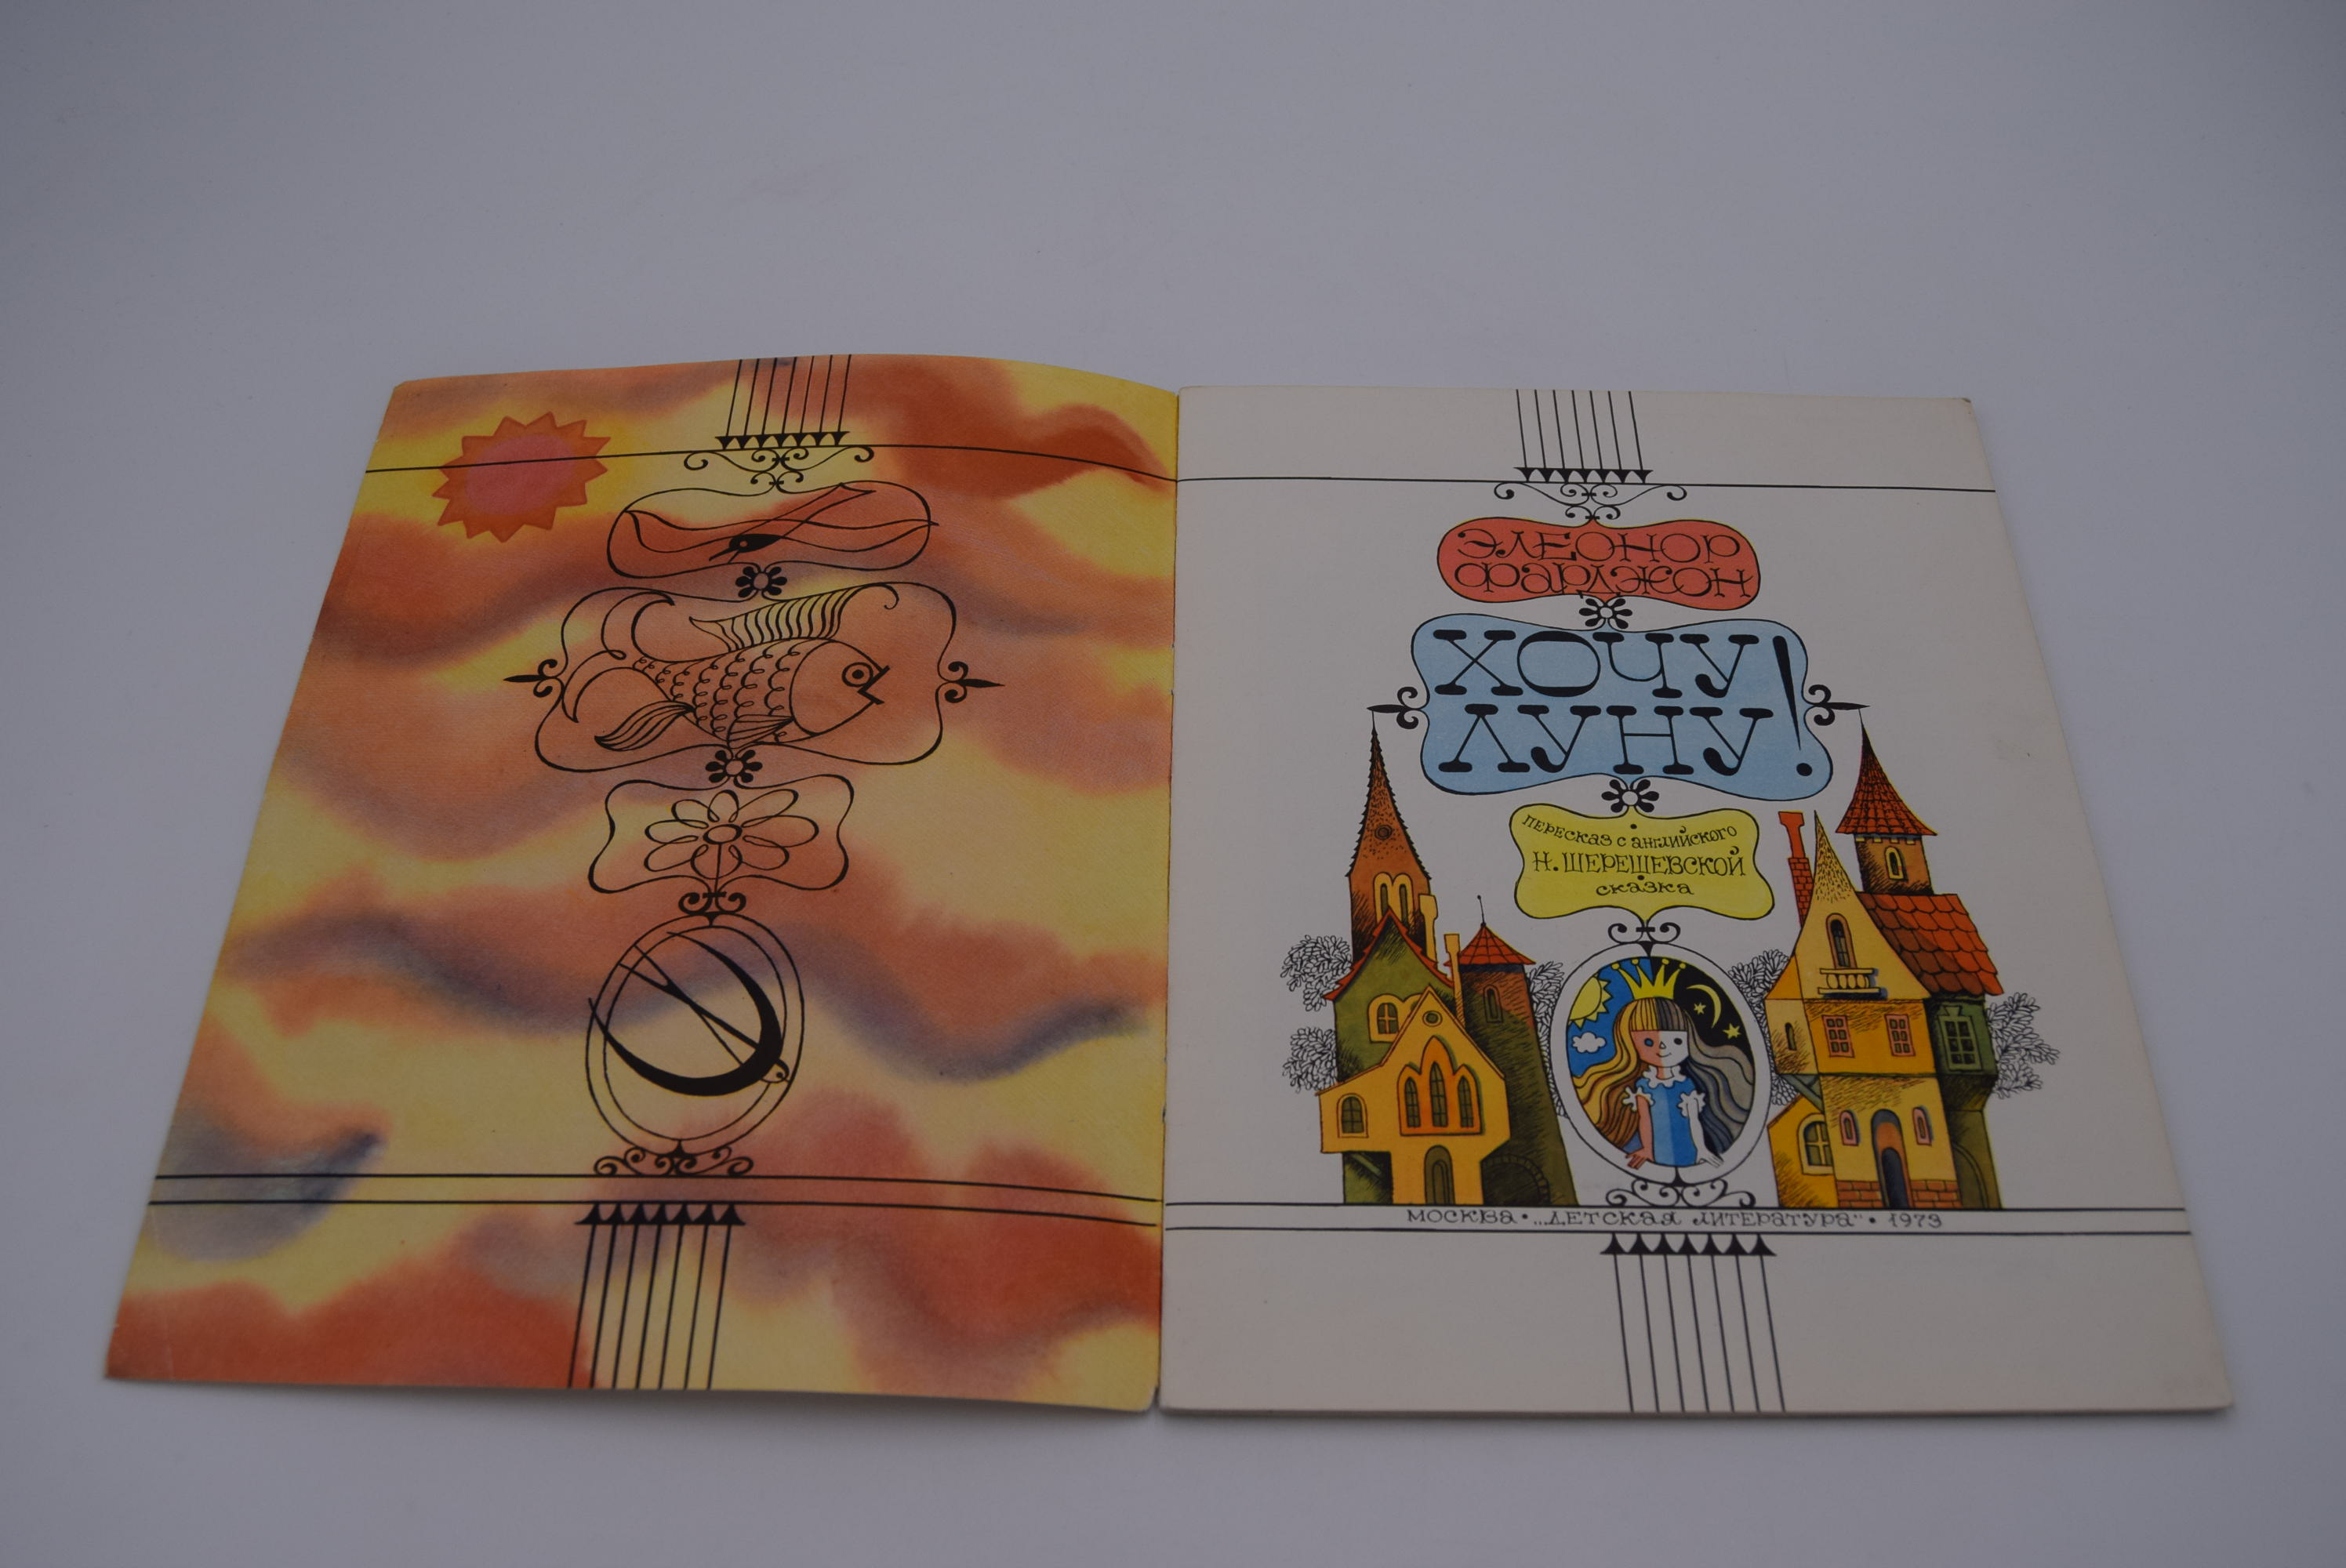 ЭЛЕОНОР
ФАРДЖОН
ХОЧУ
ЛУНУ!
ПЕРЕСКАЗ С АНГЛИЙСКОГО
Н. ШЕРЕШЕВСКОЙ
СКАЗКА
МОСКВА • „ДЕТСКАЯ ЛИТЕРАТУРА" • 1973